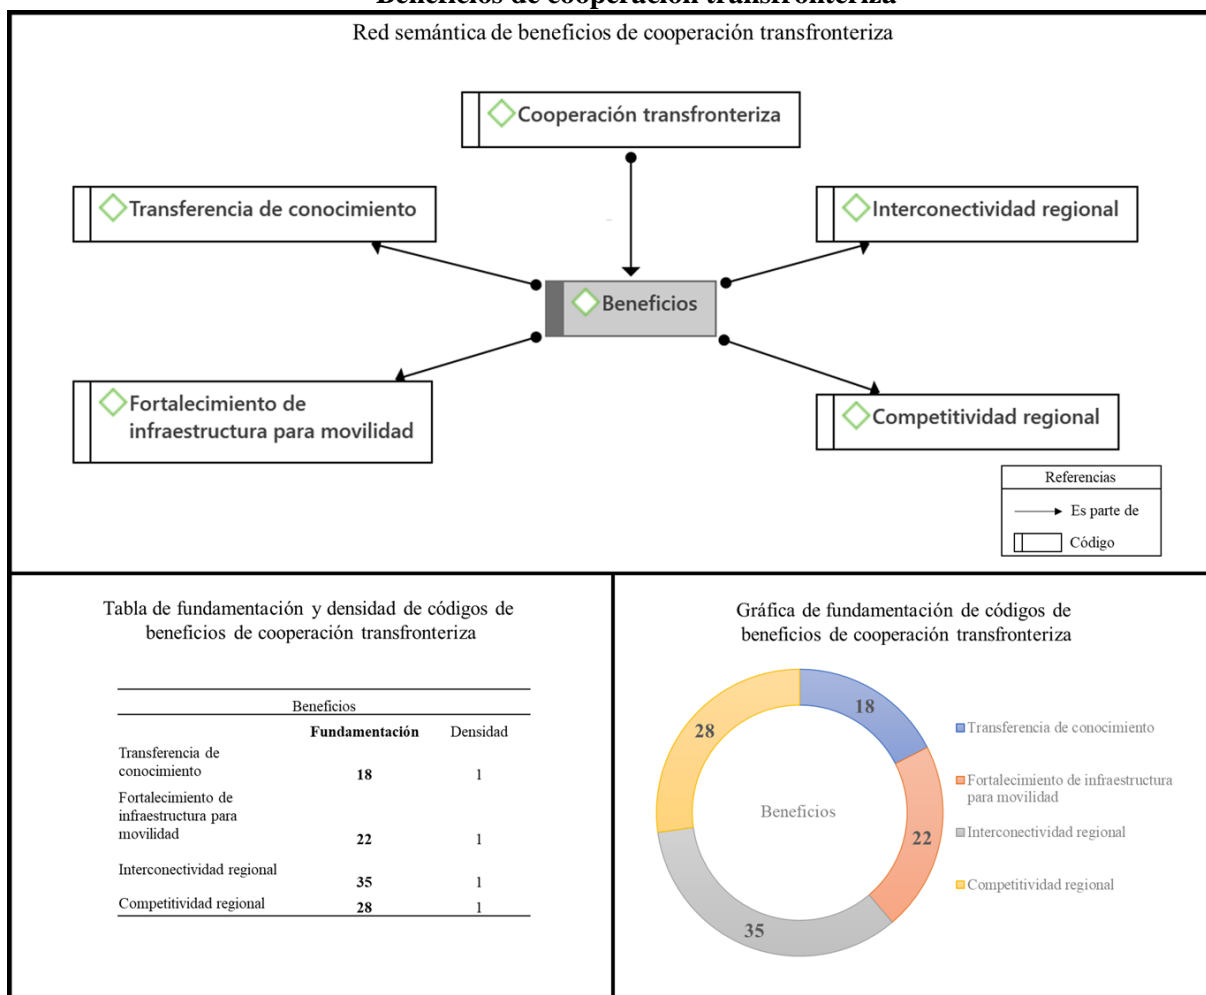 Beneficios de cooperación transfronteriza
Red semántica de beneficios de cooperación transfronteriza
Cooperación transfronteriza
Transferencia de conocimiento
Interconectividad regional
Beneficios
Fortalecimiento de
infraestructura para movilidad
Competitividad regional
Referencias
Es parte de
Código
Tabla de fundamentación y densidad de códigos de
beneficios de cooperación transfronteriza
Beneficios
Fundamentación Densidad
Transferencia de
conocimiento
18 1
Fortalecimiento de
infraestructura para
movilidad
22 1
Interconectividad regional
35 1
Competitividad regional
28 1
Gráfica de fundamentación de códigos de
beneficios de cooperación transfronteriza
18
28
22
35
Beneficios
Transferencia de conocimiento
Fortalecimiento de infraestructura
para movilidad
Interconectividad regional
Competitividad regional